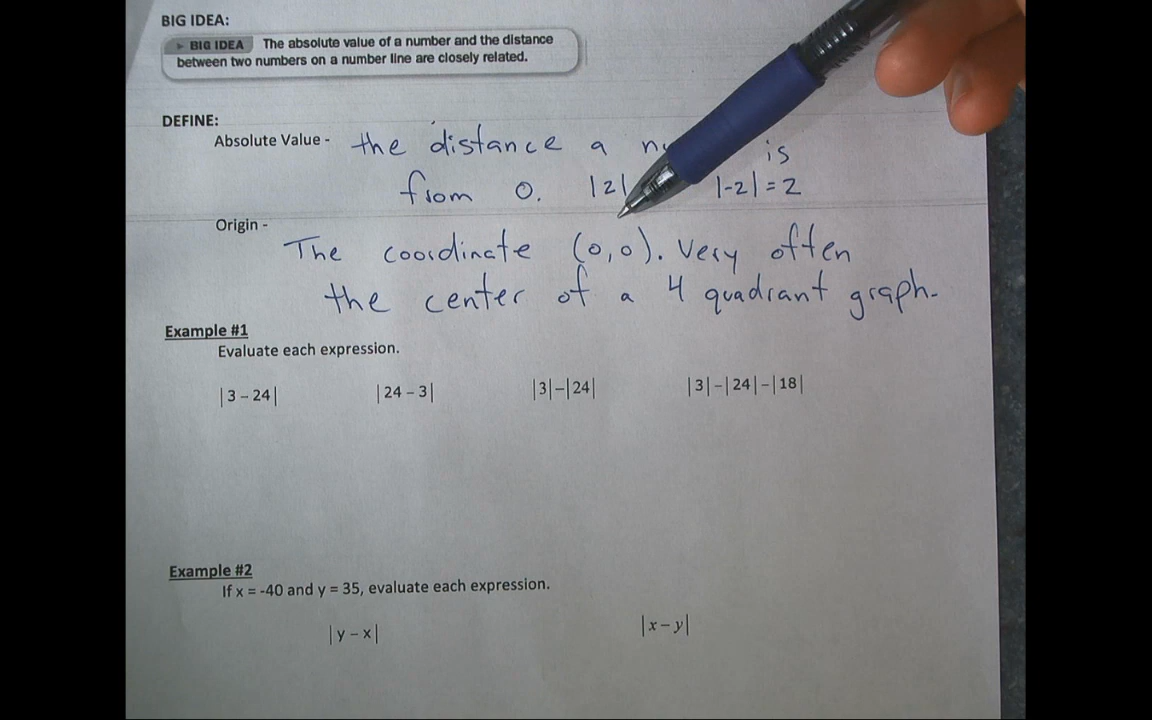 BIG IDEA:
▸ BIG IDEA The absolute value of a number and the distance
between two numbers on a number line are closely related.
DEFINE:
Absolute Value - the distance a is
from 0. |2| |-2| = 2
Origin -
The coordinate (0,0). Very often
the center of a 4 quadrant graph.
Example #1
Evaluate each expression.
|3 – 24| |24 – 3| |3|–|24| |3|–|24|–|18|
Example #2
If x = -40 and y = 35, evaluate each expression.
|y – x| |x – y|